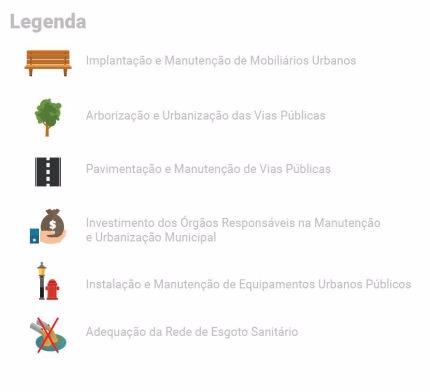 Legenda
Implantação e Manutenção de Mobiliários Urbanos
Arborização e Urbanização das Vias Públicas
Pavimentação e Manutenção de Vias Públicas
Investimento dos Órgãos Responsáveis na Manutenção
e Urbanização Municipal
Instalação e Manutenção de Equipamentos Urbanos Públicos
Adequação da Rede de Esgoto Sanitário